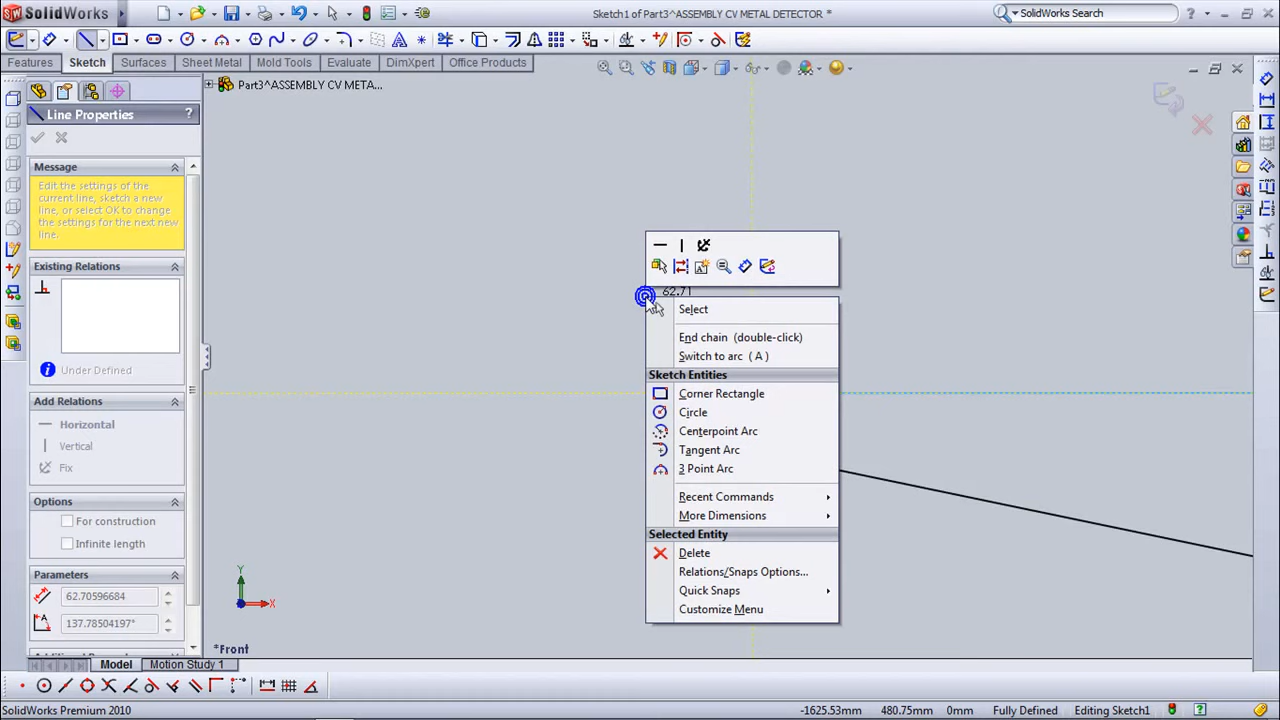 SolidWorks
Sketch1 of Part3^ASSEMBLY CV METAL DETECTOR *
SolidWorks Search
Features
Sketch
Surfaces
Sheet Metal
Mold Tools
Evaluate
DimXpert
Office Products
Part3^ASSEMBLY CV META...
Line Properties
?
Message
Edit the settings of the
current line, sketch a new
line, or select OK to change
the settings for the next new
line.
Existing Relations
Under Defined
Add Relations
Horizontal
Vertical
Fix
Options
For construction
Infinite length
Parameters
62.70596684
137.78504197°
62.71
Select
End chain (double-click)
Switch to arc ( A )
Sketch Entities
Corner Rectangle
Circle
Centerpoint Arc
Tangent Arc
3 Point Arc
Recent Commands
More Dimensions
Selected Entity
Delete
Relations/Snaps Options...
Quick Snaps
Customize Menu
Y
X
*Front
Model
Motion Study 1
SolidWorks Premium 2010
-1625.53mm
480.75mm
0mm
Fully Defined
Editing Sketch1